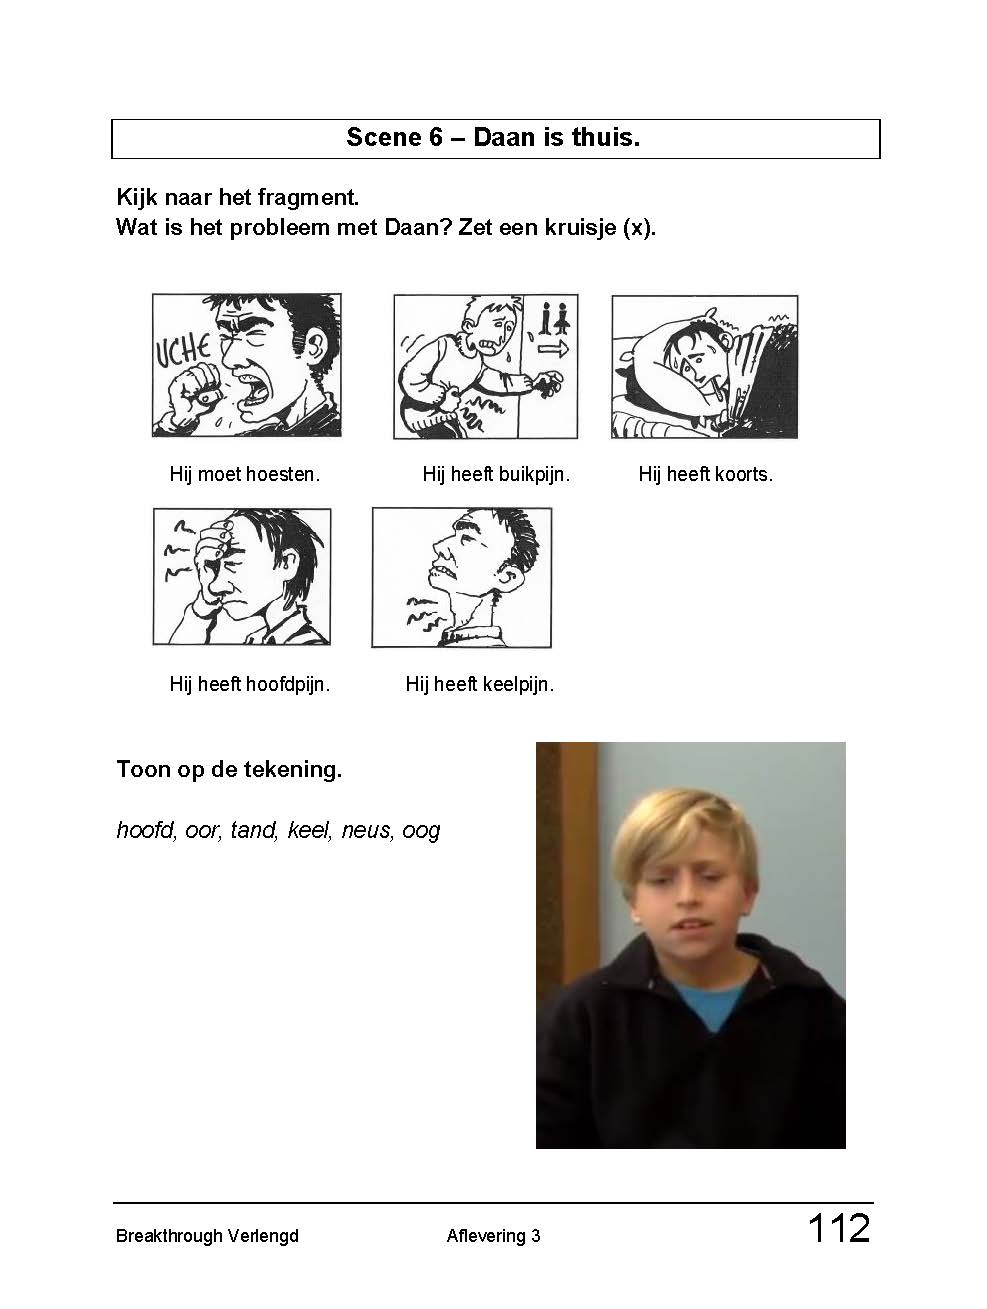 Scene 6 – Daan is thuis.
Kijk naar het fragment.
Wat is het probleem met Daan? Zet een kruisje (x).
UCHE
Hij moet hoesten.
Hij heeft buikpijn.
Hij heeft koorts.
Hij heeft hoofdpijn.
Hij heeft keelpijn.
Toon op de tekening.
hoofd, oor, tand, keel, neus, oog
Breakthrough Verlengd
Aflevering 3
112